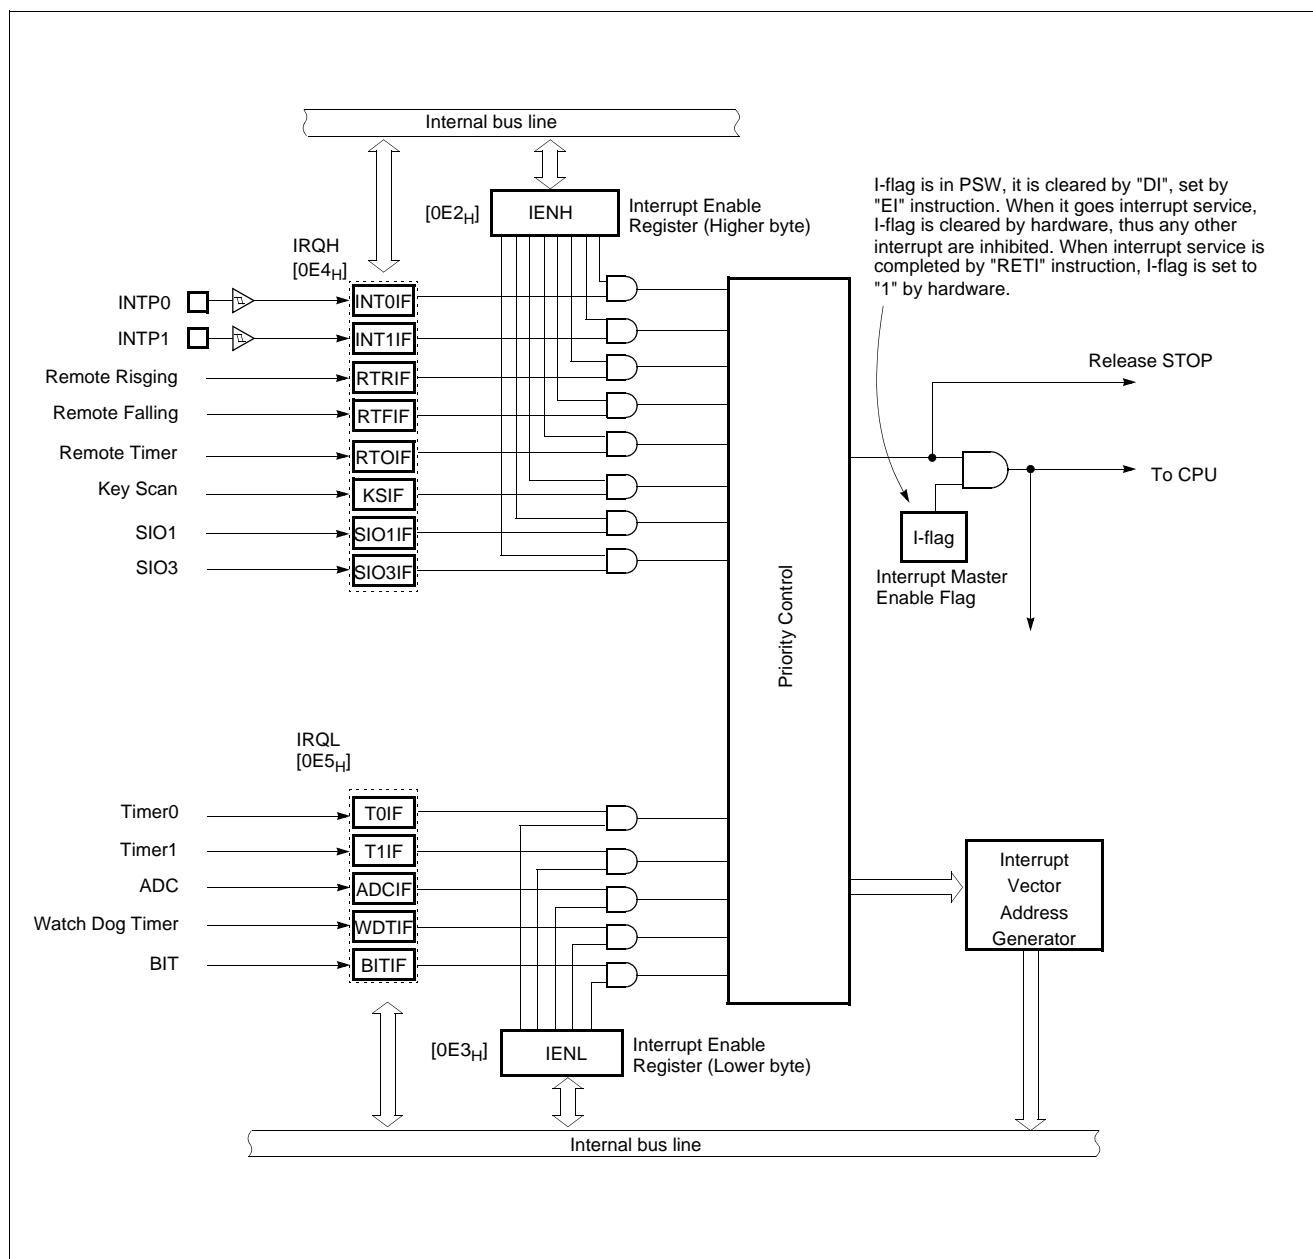 Internal bus line
I-flag is in PSW, it is cleared by "DI", set by
"EI" instruction. When it goes interrupt service,
I-flag is cleared by hardware, thus any other
interrupt are inhibited. When interrupt service is
completed by "RETI" instruction, I-flag is set to
"1" by hardware.
[0E2H]
IENH
Interrupt Enable
Register (Higher byte)
IRQH
[0E4H]
INTP0
INT0IF
INTP1
INT1IF
Remote Risging
RTRIF
Remote Falling
RTFIF
Remote Timer
RTOIF
Key Scan
KSIF
SIO1
SIO1IF
SIO3
SIO3IF
Priority Control
Release STOP
To CPU
I-flag
Interrupt Master
Enable Flag
IRQL
[0E5H]
Timer0
T0IF
Timer1
T1IF
ADC
ADCIF
Watch Dog Timer
WDTIF
BIT
BITIF
Interrupt
Vector
Address
Generator
[0E3H]
IENL
Interrupt Enable
Register (Lower byte)
Internal bus line